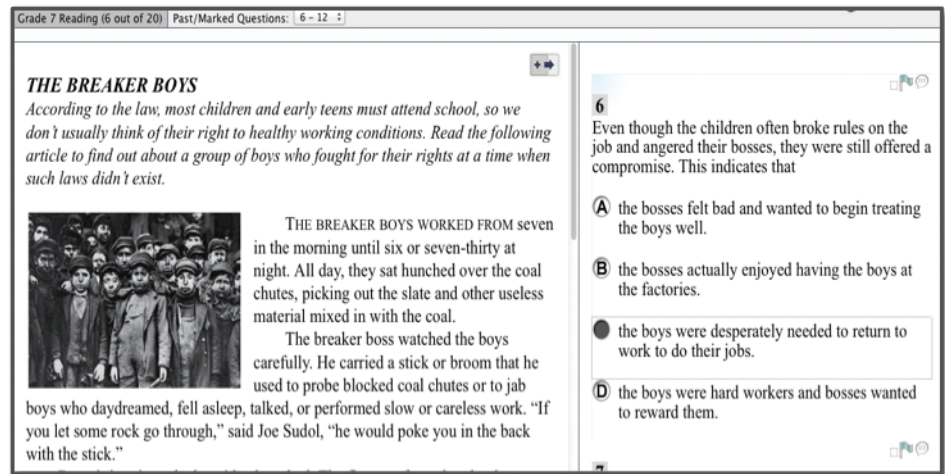 Grade 7 Reading (6 out of 20) Past/Marked Questions: 6 – 12
THE BREAKER BOYS
According to the law, most children and early teens must attend school, so we
don't usually think of their right to healthy working conditions. Read the following
article to find out about a group of boys who fought for their rights at a time when
such laws didn't exist.
THE BREAKER BOYS WORKED FROM seven
in the morning until six or seven-thirty at
night. All day, they sat hunched over the coal
chutes, picking out the slate and other useless
material mixed in with the coal.
The breaker boss watched the boys
carefully. He carried a stick or broom that he
used to probe blocked coal chutes or to jab
boys who daydreamed, fell asleep, talked, or performed slow or careless work. “If
you let some rock go through,” said Joe Sudol, “he would poke you in the back
with the stick.”
6
Even though the children often broke rules on the
job and angered their bosses, they were still offered a
compromise. This indicates that
A the bosses felt bad and wanted to begin treating
the boys well.
B the bosses actually enjoyed having the boys at
the factories.
the boys were desperately needed to return to
work to do their jobs.
D the boys were hard workers and bosses wanted
to reward them.